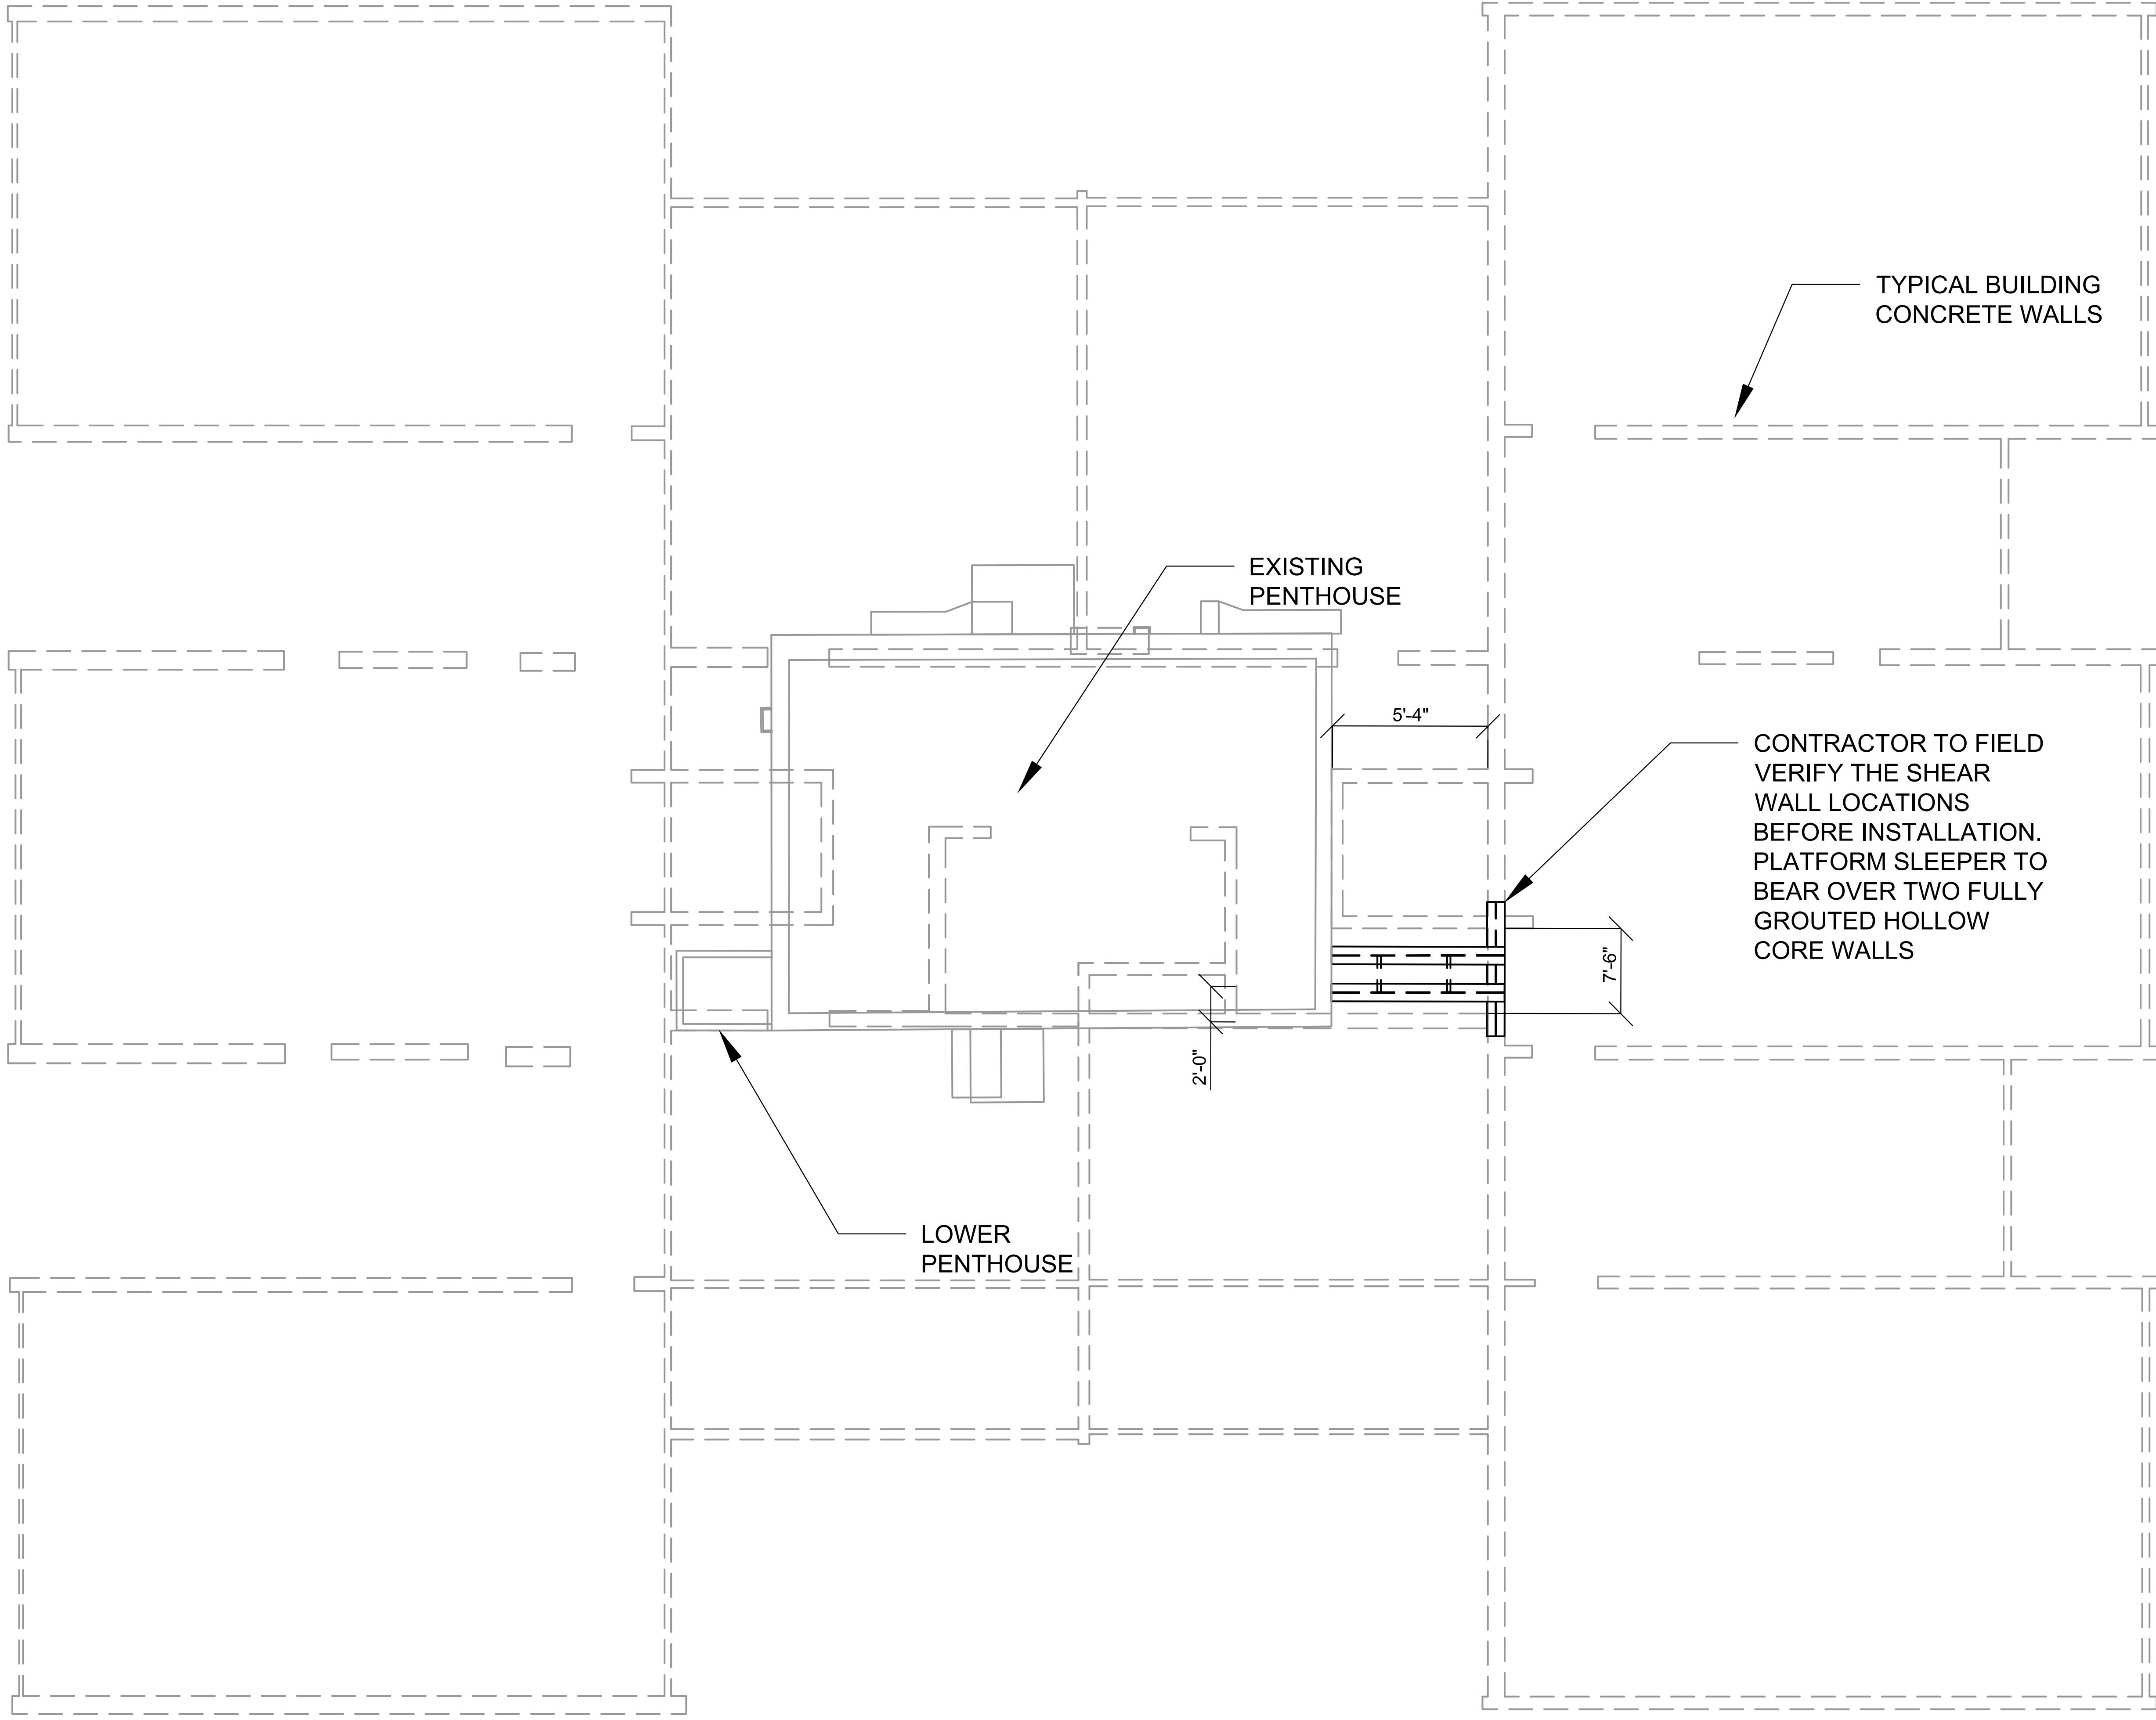 TYPICAL BUILDING
CONCRETE WALLS
EXISTING
PENTHOUSE
5'-4"
CONTRACTOR TO FIELD
VERIFY THE SHEAR
WALL LOCATIONS
BEFORE INSTALLATION.
PLATFORM SLEEPER TO
BEAR OVER TWO FULLY
GROUTED HOLLOW
CORE WALLS
7'-6"
2'-0"
LOWER
PENTHOUSE